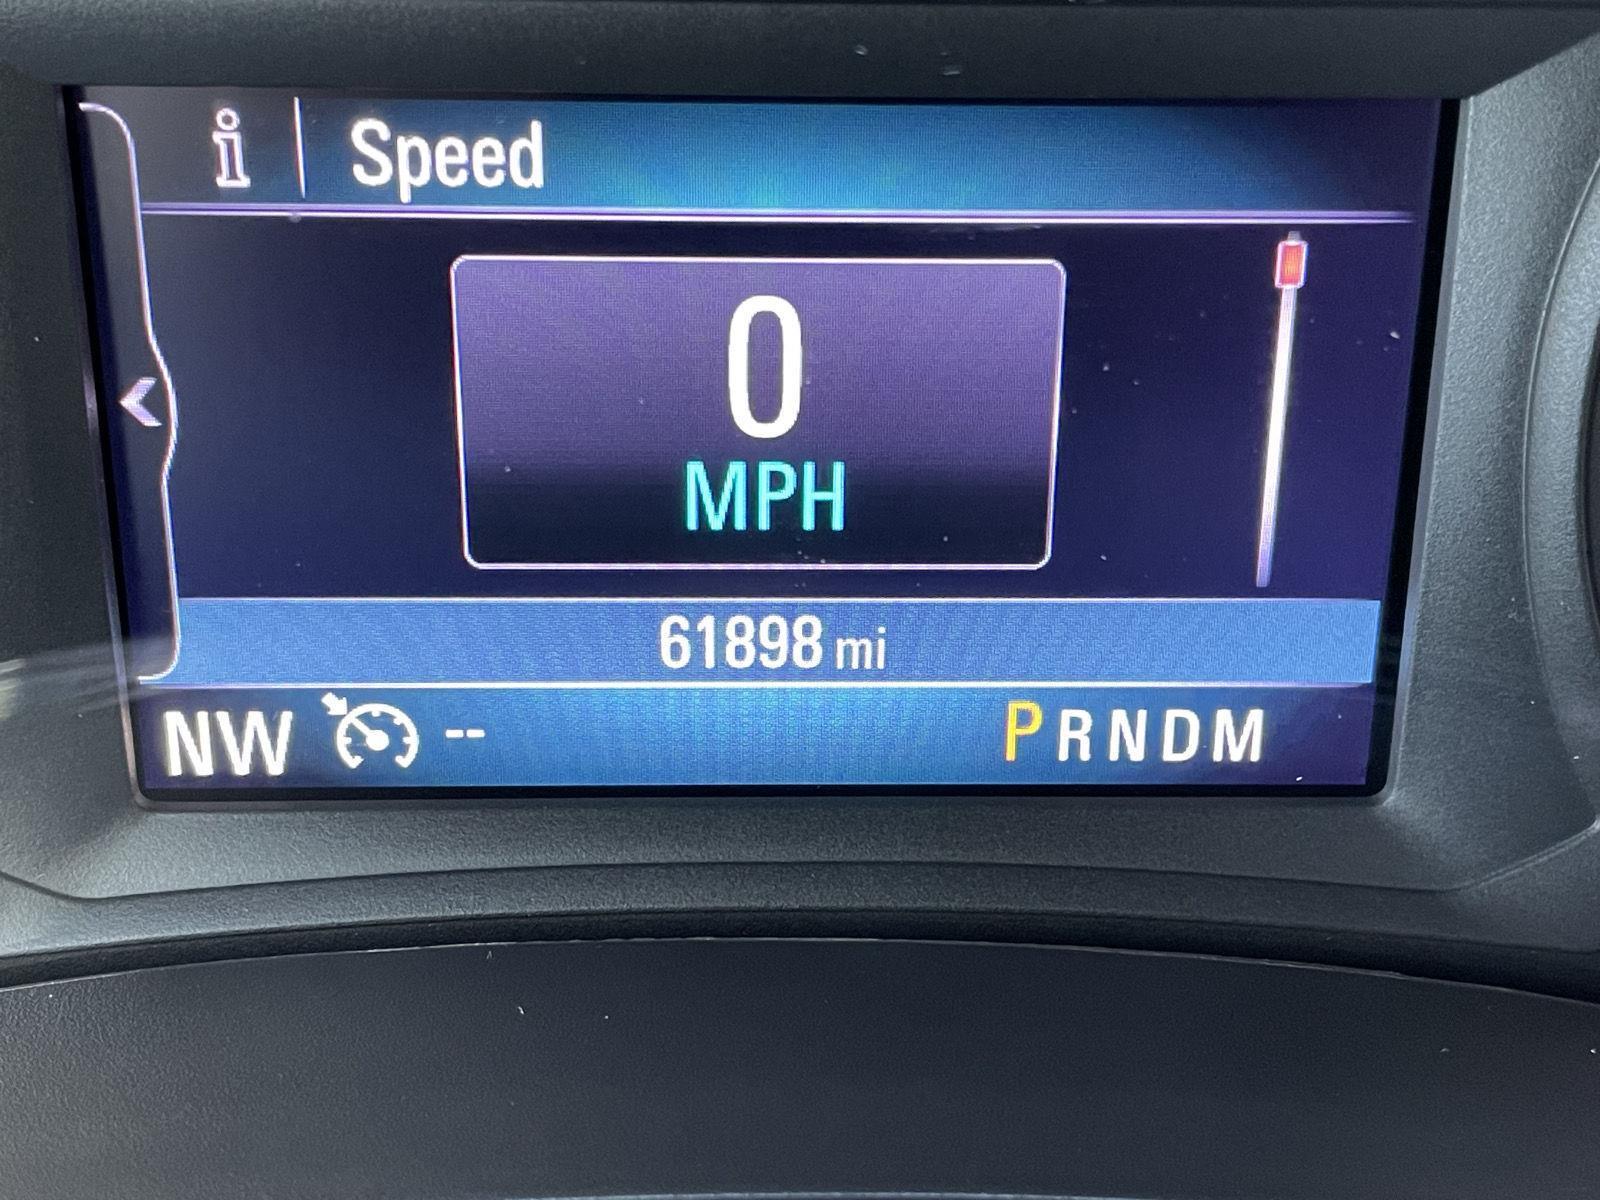 i Speed
0
MPH
61898 mi
NW -- PRNDM